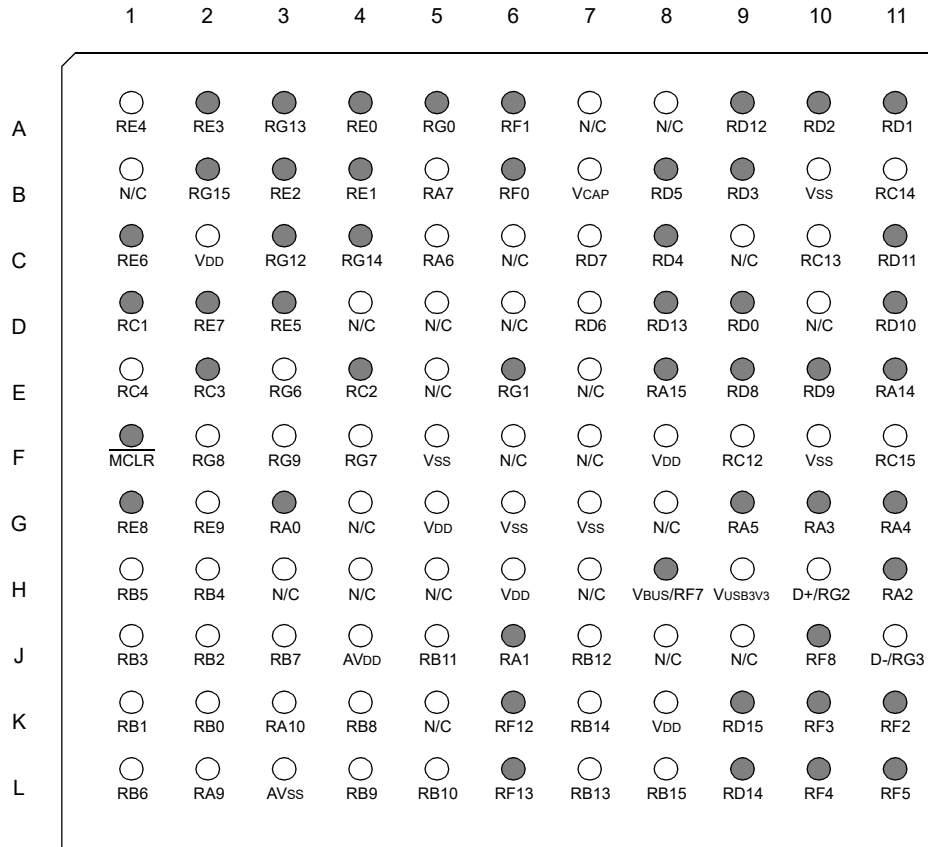 1 2 3 4 5 6 7 8 9 10 11
A RE4 RE3 RG13 RE0 RG0 RF1 N/C N/C RD12 RD2 RD1
B N/C RG15 RE2 RE1 RA7 RF0 VCAP RD5 RD3 VSS RC14
C RE6 VDD RG12 RG14 RA6 N/C RD7 RD4 N/C RC13 RD11
D RC1 RE7 RE5 N/C N/C N/C RD6 RD13 RD0 N/C RD10
E RC4 RC3 RG6 RC2 N/C RG1 N/C RA15 RD8 RD9 RA14
F MCLR RG8 RG9 RG7 VSS N/C N/C VDD RC12 VSS RC15
G RE8 RE9 RA0 N/C VDD VSS VSS N/C RA5 RA3 RA4
H RB5 RB4 N/C N/C N/C VDD N/C VBUS/RF7 VUSB3V3 D+/RG2 RA2
J RB3 RB2 RB7 AVDD RB11 RA1 RB12 N/C N/C RF8 D-/RG3
K RB1 RB0 RA10 RB8 N/C RF12 RB14 VDD RD15 RF3 RF2
L RB6 RA9 AVSS RB9 RB10 RF13 RB13 RB15 RD14 RF4 RF5